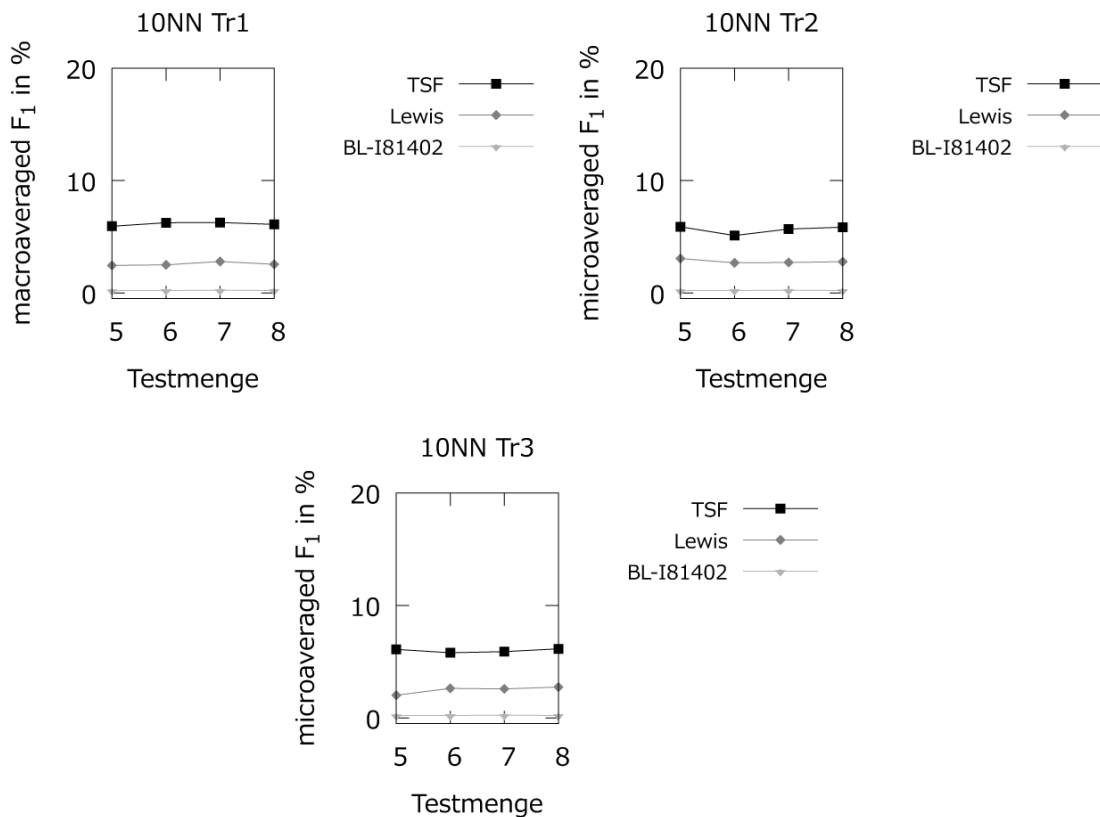 10NN Tr1
macroaveraged F1 in %
20
10
0
5 6 7 8
Testmenge
TSF
Lewis
BL-I81402
10NN Tr2
microaveraged F1 in %
20
10
0
5 6 7 8
Testmenge
TSF
Lewis
BL-I81402
10NN Tr3
microaveraged F1 in %
20
10
0
5 6 7 8
Testmenge
TSF
Lewis
BL-I81402